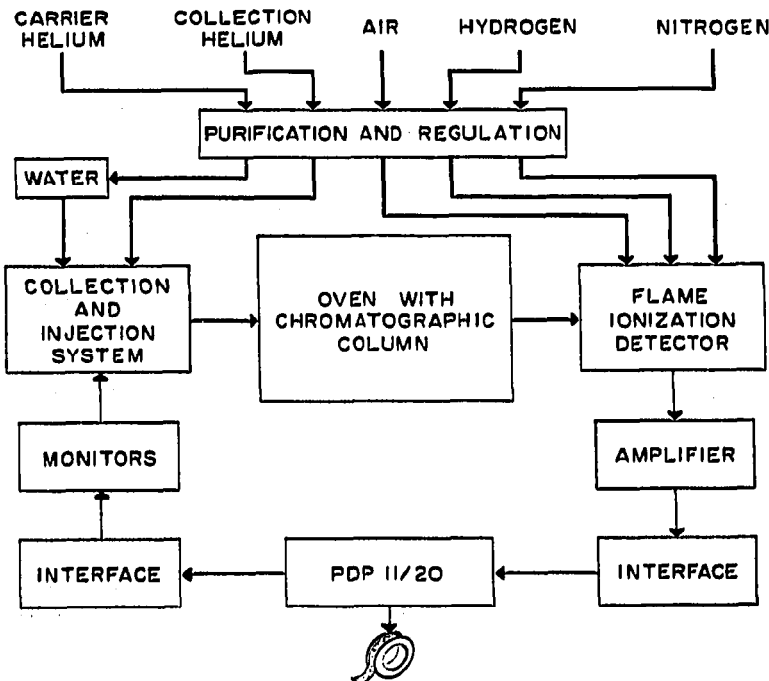 CARRIER
HELIUM
COLLECTION
HELIUM
AIR
HYDROGEN
NITROGEN
PURIFICATION AND REGULATION
WATER
COLLECTION
AND
INJECTION
SYSTEM
OVEN WITH
CHROMATOGRAPHIC
COLUMN
FLAME
IONIZATION
DETECTOR
MONITORS
AMPLIFIER
INTERFACE
PDP 11/20
INTERFACE